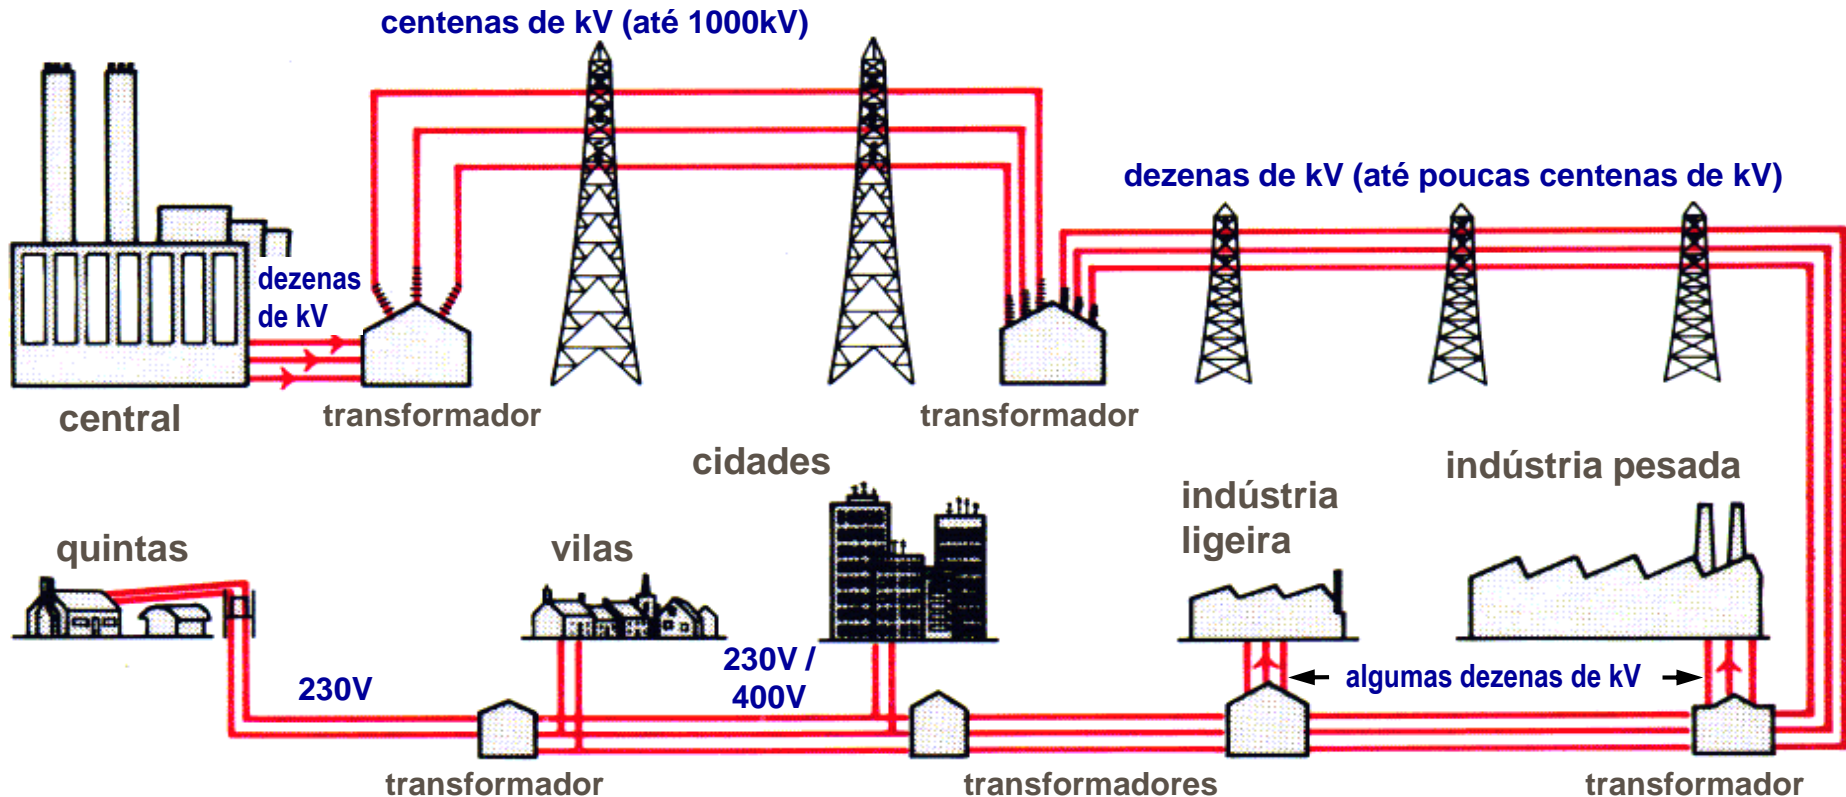 centenas de kV (até 1000kV)
dezenas de kV (até poucas centenas de kV)
dezenas
de kV
central
transformador
transformador
cidades
indústria pesada
indústria
ligeira
quintas
vilas
230V /
400V
230V
algumas dezenas de kV
transformador
transformadores
transformador